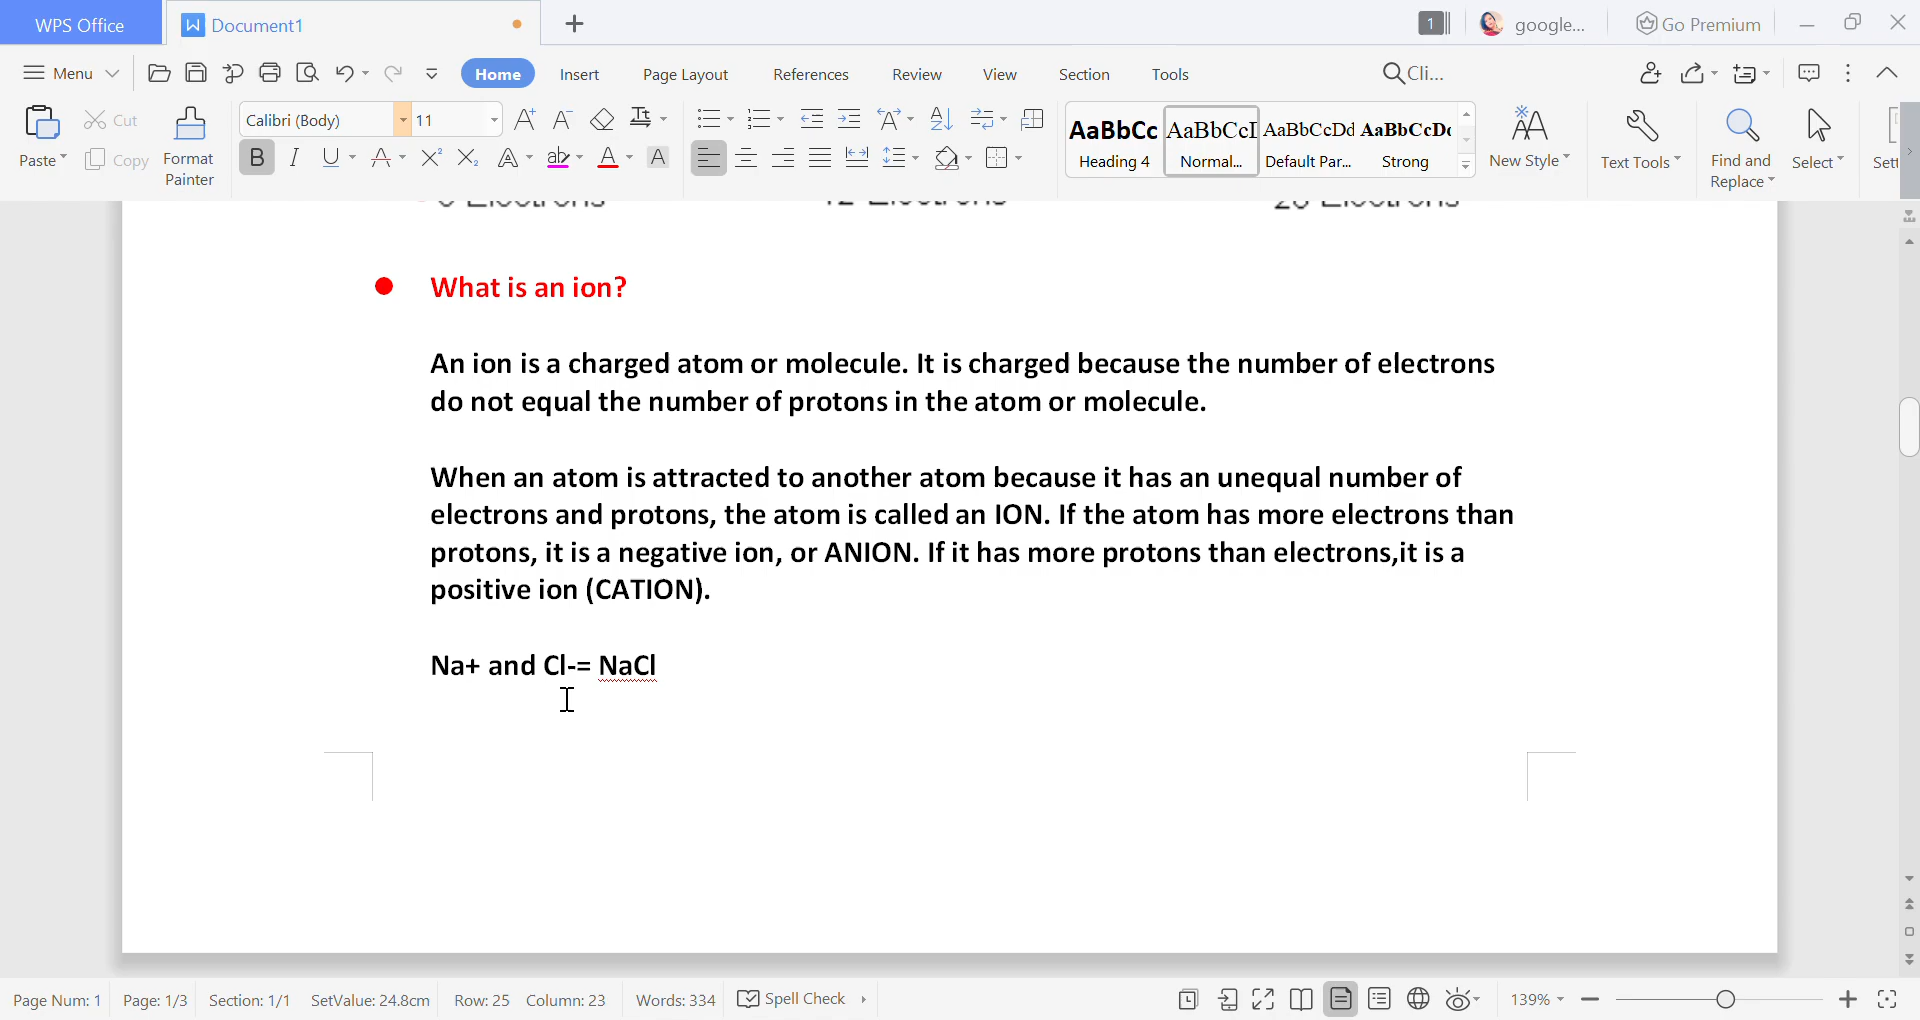 WPS Office
Document1
1
google...
Go Premium
Menu
Home
Insert
Page Layout
References
Review
View
Section
Tools
Cli...
Paste
Cut
Copy
Format
Painter
Calibri (Body)
11
AaBbCc
Heading 4
AaBbCcI
Normal...
AaBbCcDd
Default Par...
AaBbCcDc
Strong
New Style
Text Tools
Find and
Replace
Select
Sett
Electrons
12 Electrons
Electrons
What is an ion?
An ion is a charged atom or molecule. It is charged because the number of electrons
do not equal the number of protons in the atom or molecule.
When an atom is attracted to another atom because it has an unequal number of
electrons and protons, the atom is called an ION. If the atom has more electrons than
protons, it is a negative ion, or ANION. If it has more protons than electrons,it is a
positive ion (CATION).
Na+ and Cl-= NaCl
Page Num: 1
Page: 1/3
Section: 1/1
SetValue: 24.8cm
Row: 25
Column: 23
Words: 334
Spell Check
139%